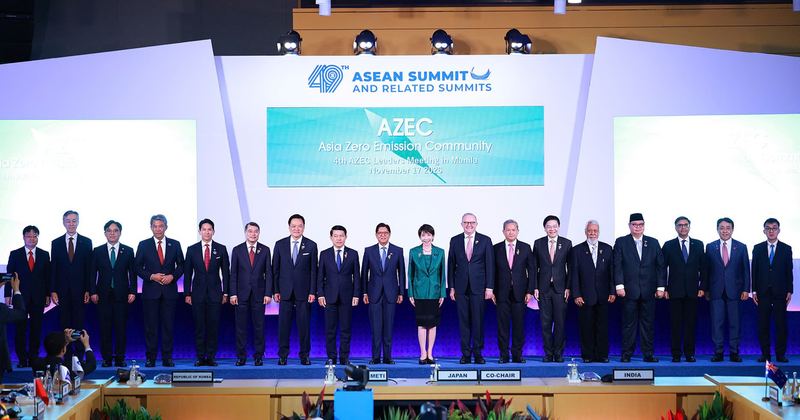 49TH ASEAN SUMMIT
AND RELATED SUMMITS
AZEC
Asia Zero Emission Community
4th AZEC Leaders Meeting in Manila
November 17
REPUBLIC OF KOREA
METI
JAPAN
CO-CHAIR
INDIA